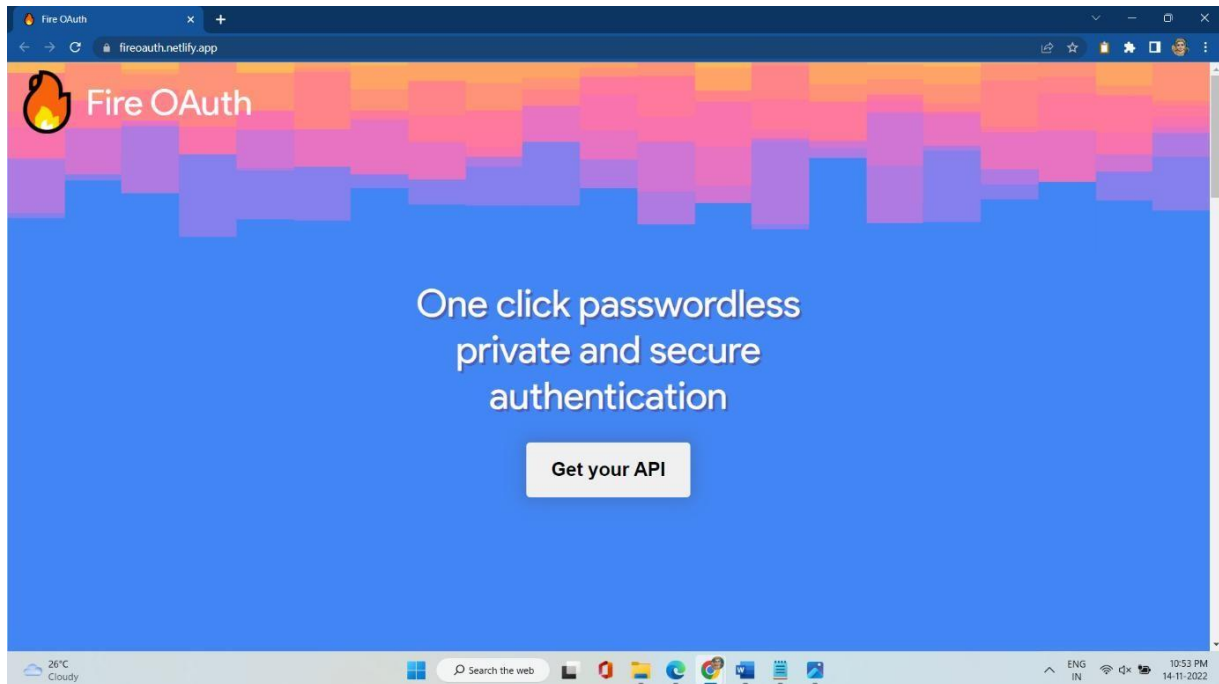 Fire OAuth
fireoauth.netlify.app
Fire OAuth
One click passwordless
private and secure
authentication
Get your API
26°C
Cloudy
Search the web
ENG
IN
10:53 PM
14-11-2022